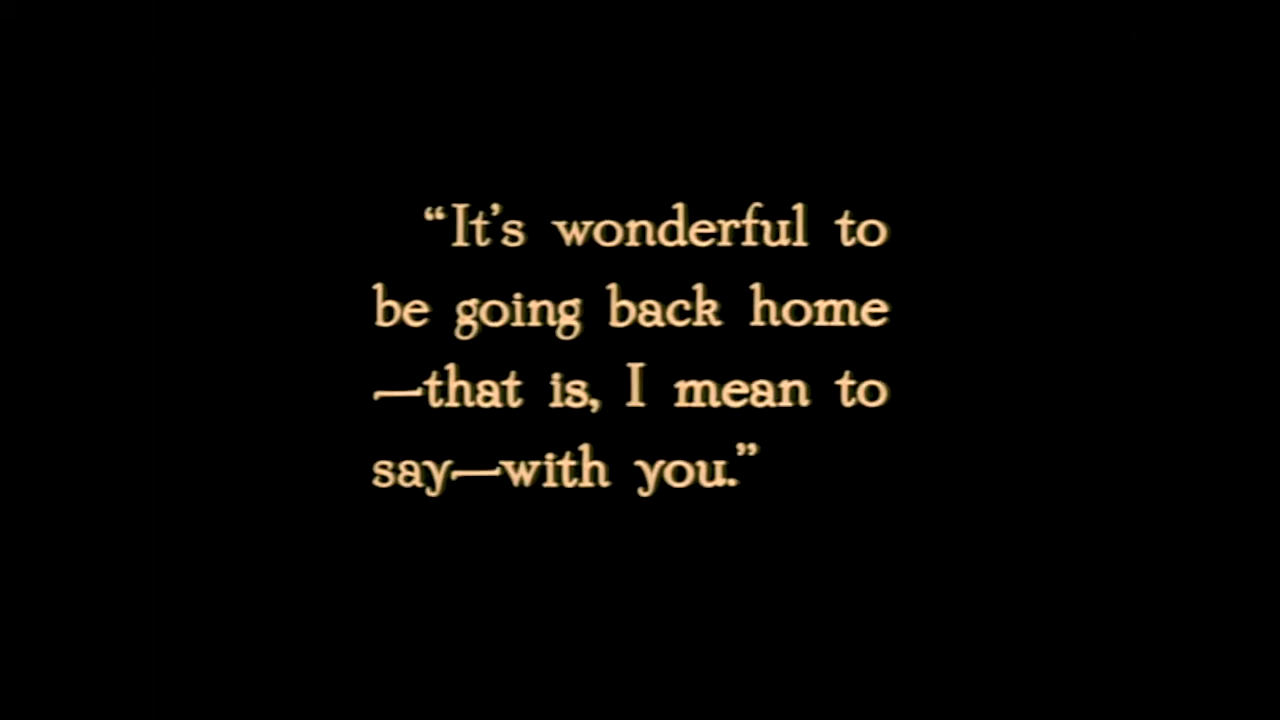 “It’s wonderful to
be going back home
—that is, I mean to
say—with you.”